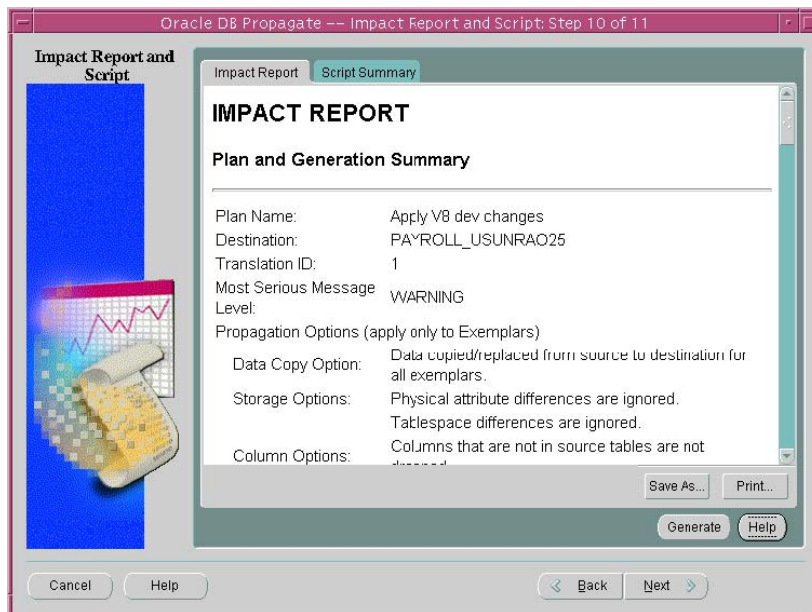 Oracle DB Propagate -- Impact Report and Script: Step 10 of 11
Impact Report and
Script
Impact Report
Script Summary
IMPACT REPORT
Plan and Generation Summary
Plan Name: Apply V8 dev changes
Destination: PAYROLL_USUNRAO25
Translation ID: 1
Most Serious Message
Level: WARNING
Propagation Options (apply only to Exemplars)
Data Copy Option: Data copied/replaced from source to destination for
all exemplars.
Storage Options: Physical attribute differences are ignored.
Tablespace differences are ignored.
Column Options: Columns that are not in source tables are not
Save As...
Print...
Generate
Help
Cancel
Help
Back
Next